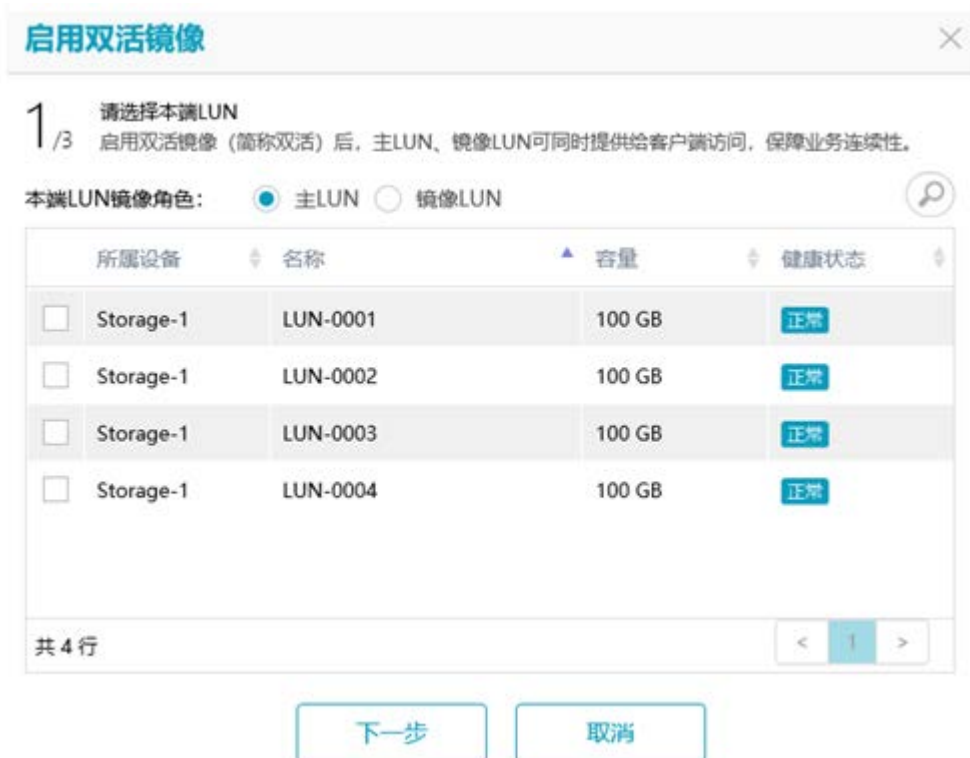 启用双活镜像
1/3 请选择本端LUN
启用双活镜像（简称双活）后，主LUN、镜像LUN可同时提供给客户端访问，保障业务连续性。
本端LUN镜像角色： 主LUN 镜像LUN
所属设备 名称 容量 健康状态
Storage-1 LUN-0001 100 GB 正常
Storage-1 LUN-0002 100 GB 正常
Storage-1 LUN-0003 100 GB 正常
Storage-1 LUN-0004 100 GB 正常
共 4 行 < 1 >
下一步 取消